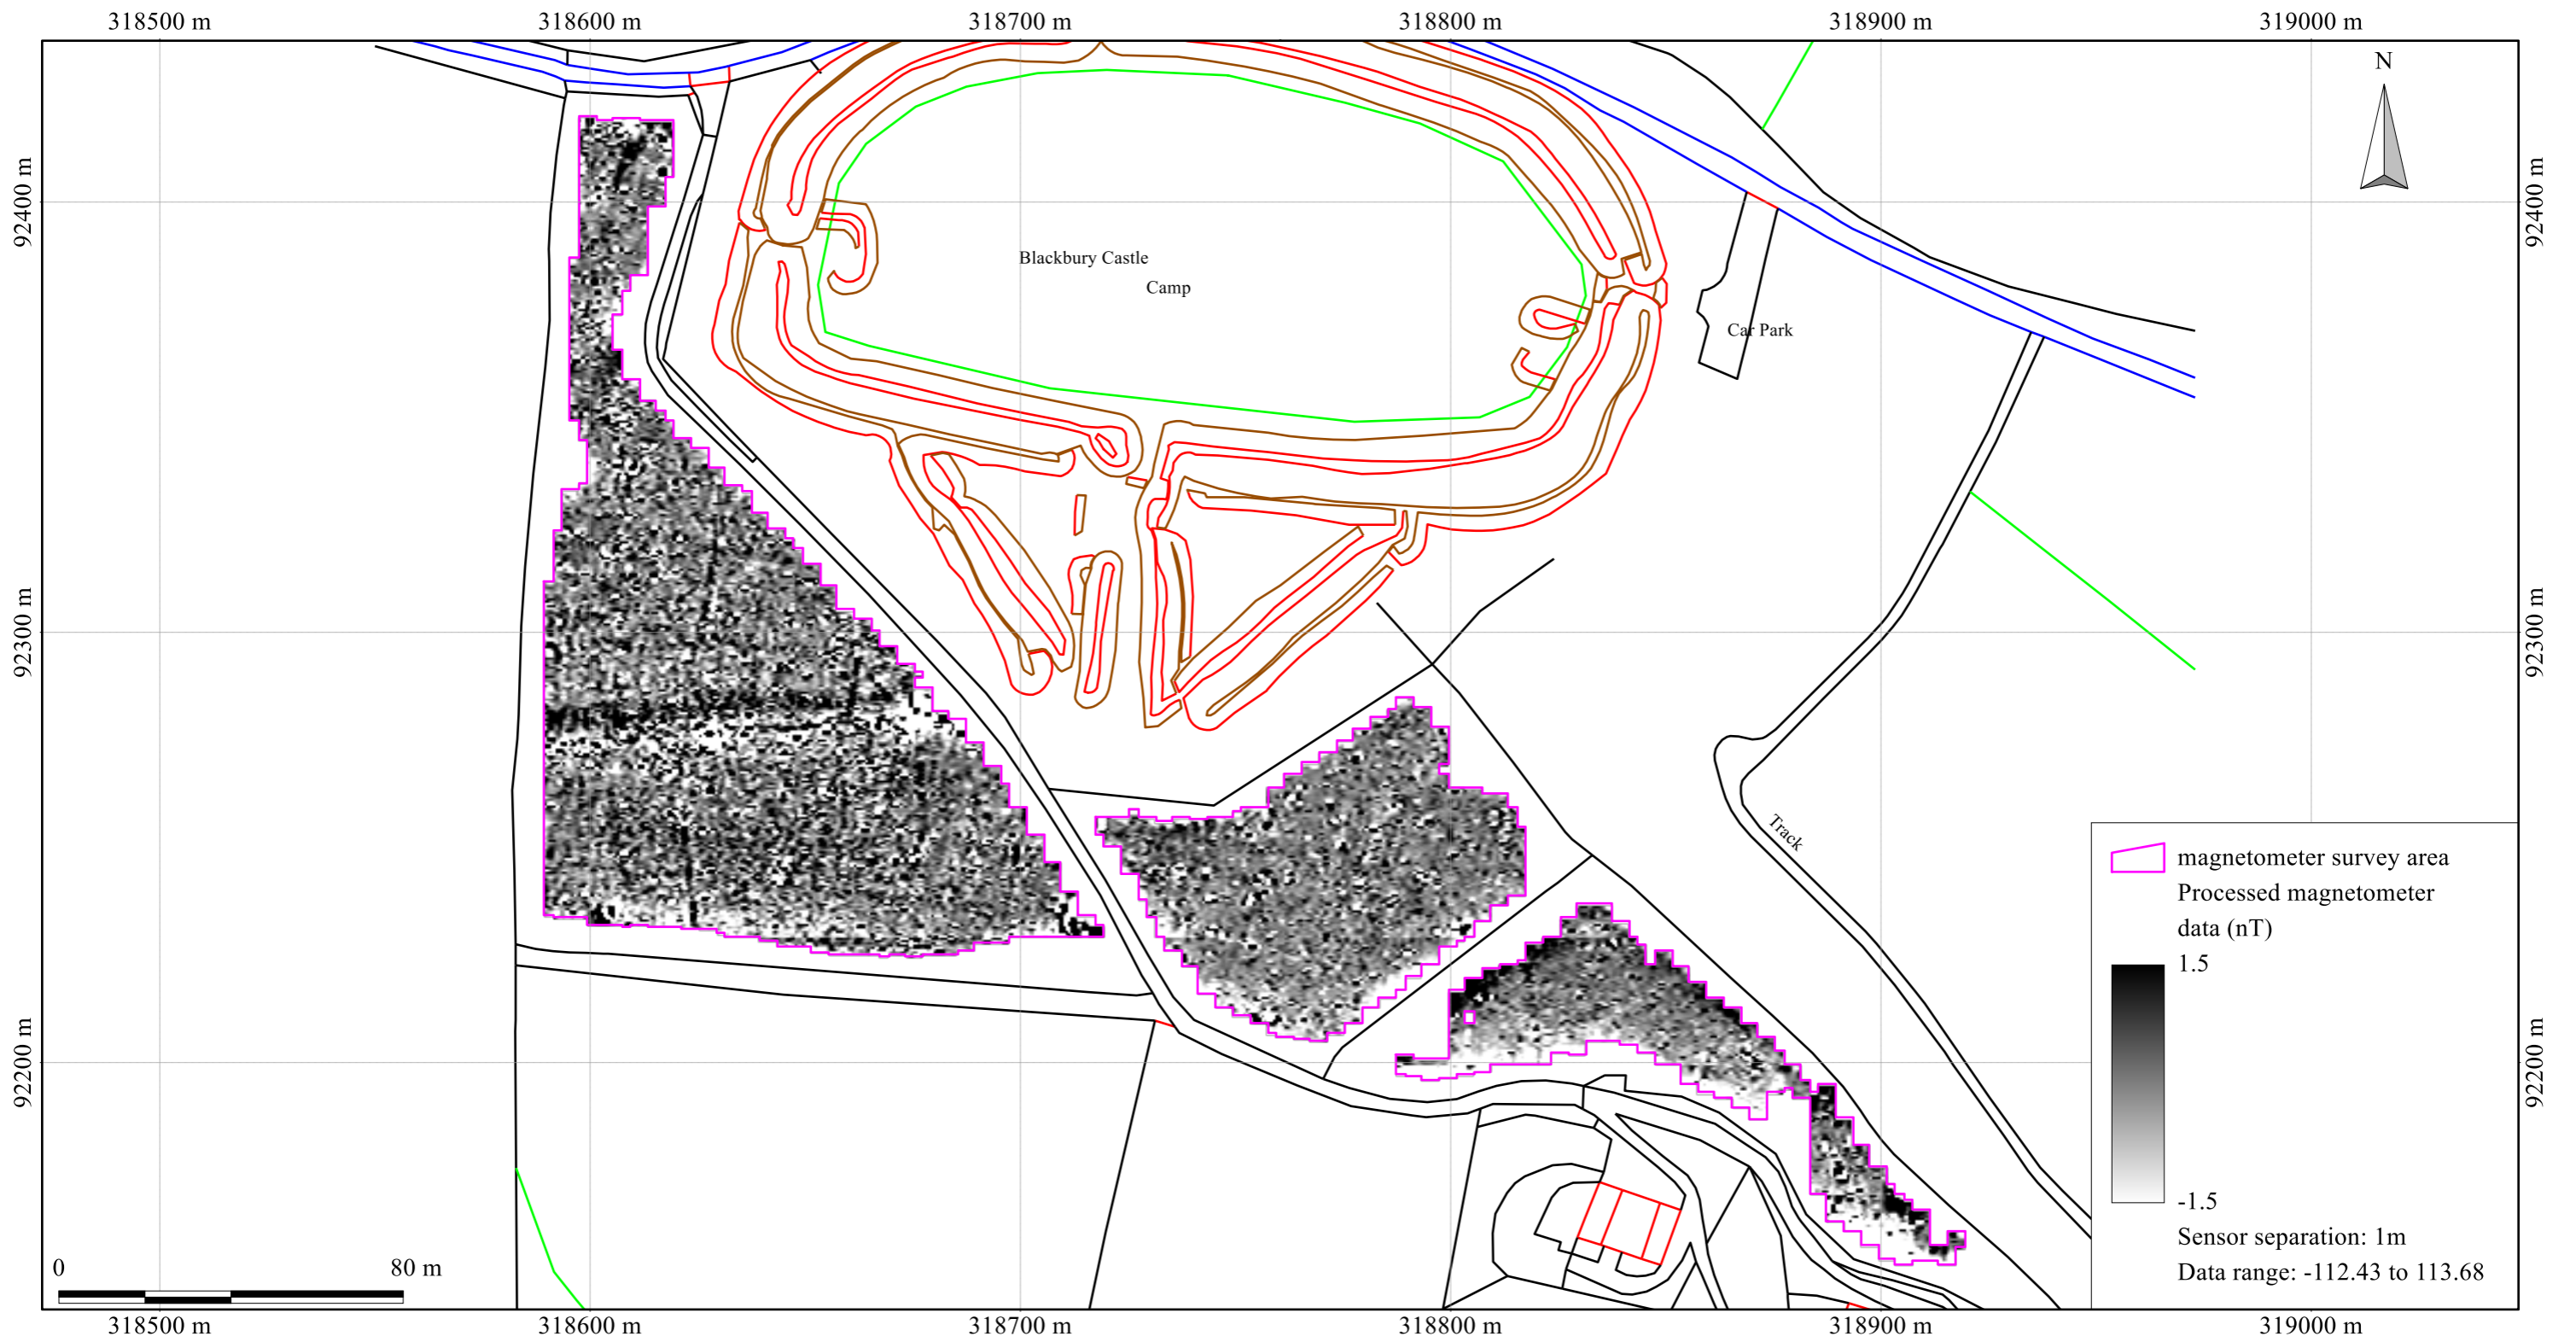 318500 m 318600 m 318700 m 318800 m 318900 m 319000 m
N
92400 m
92400 m
Blackbury Castle
Camp
Car Park
92300 m
92300 m
Track
magnetometer survey area
Processed magnetometer
data (nT)
1.5
-1.5
Sensor separation: 1m
Data range: -112.43 to 113.68
92200 m
92200 m
0 80 m
318500 m 318600 m 318700 m 318800 m 318900 m 319000 m